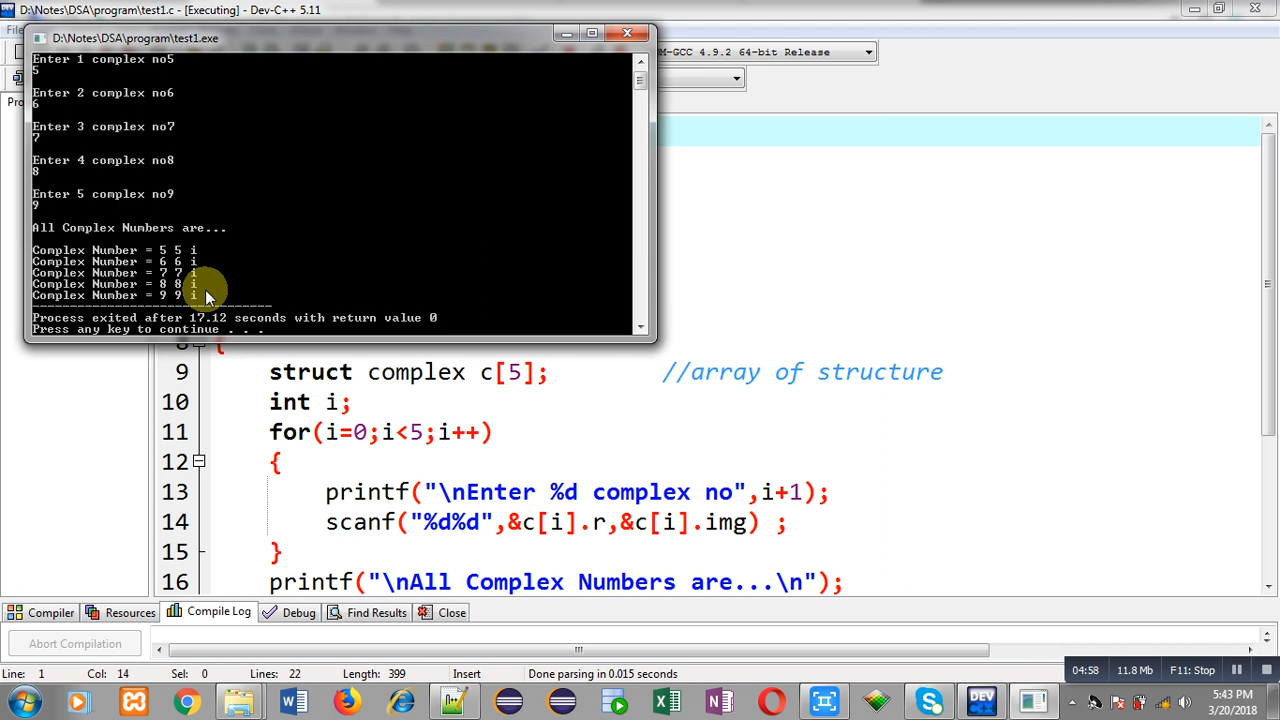 D:\Notes\DSA\program\test1.c - [Executing] - Dev-C++ 5.11
D:\Notes\DSA\program\test1.exe
Enter 1 complex no5
5
Enter 2 complex no6
6
Enter 3 complex no7
7
Enter 4 complex no8
8
Enter 5 complex no9
9
All Complex Numbers are...
Complex Number = 5 5 i
Complex Number = 6 6 i
Complex Number = 7 7 i
Complex Number = 8 8 i
Complex Number = 9 9 i
--------------------------------
Process exited after 17.12 seconds with return value 0
Press any key to continue . . .
GCC 4.9.2 64-bit Release
{
9 struct complex c[5]; //array of structure
10 int i;
11 for(i=0;i<5;i++)
12 {
13 printf("\nEnter %d complex no",i+1);
14 scanf("%d%d",&c[i].r,&c[i].img) ;
15 }
16 printf("\nAll Complex Numbers are...\n");
Compiler Resources Compile Log Debug Find Results Close
Abort Compilation
Line: 1 Col: 14 Sel: 0 Lines: 22 Length: 399 Insert Done parsing in 0.015 seconds
04:58 11.8 Mb F11: Stop
5:43 PM
3/20/2018